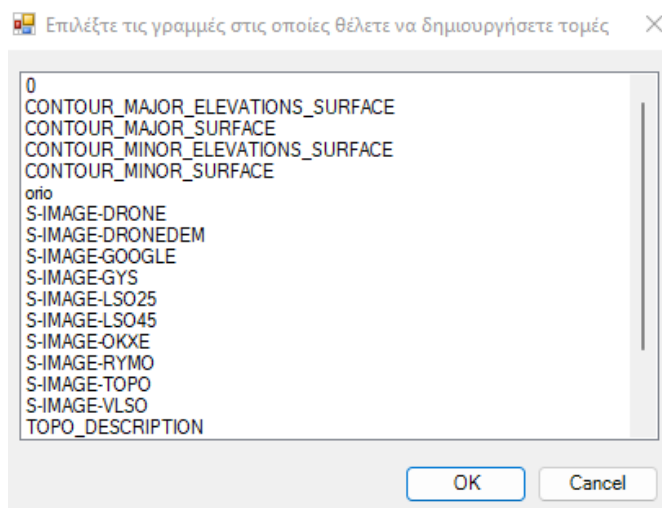 Επιλέξτε τις γραμμές στις οποίες θέλετε να δημιουργήσετε τομές
0
CONTOUR_MAJOR_ELEVATIONS_SURFACE
CONTOUR_MAJOR_SURFACE
CONTOUR_MINOR_ELEVATIONS_SURFACE
CONTOUR_MINOR_SURFACE
orio
S-IMAGE-DRONE
S-IMAGE-DRONEDEM
S-IMAGE-GOOGLE
S-IMAGE-GYS
S-IMAGE-LSO25
S-IMAGE-LSO45
S-IMAGE-OKXE
S-IMAGE-RYMO
S-IMAGE-TOPO
S-IMAGE-VLSO
TOPO_DESCRIPTION
OK Cancel